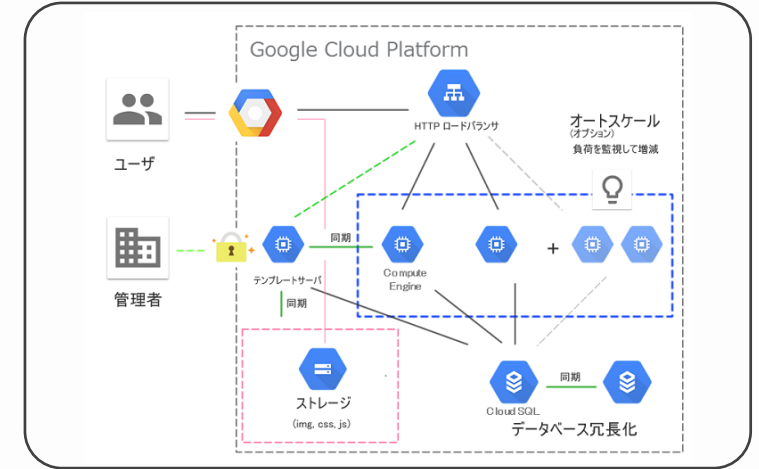 Google Cloud Platform
ユーザ
HTTP ロードバランサ
オートスケール
(オプション)
負荷を監視して増減
管理者
テンプレートサーバ
同期
Compute
Engine
+
同期
ストレージ
(img, css, js)
Cloud SQL
同期
データベース冗長化